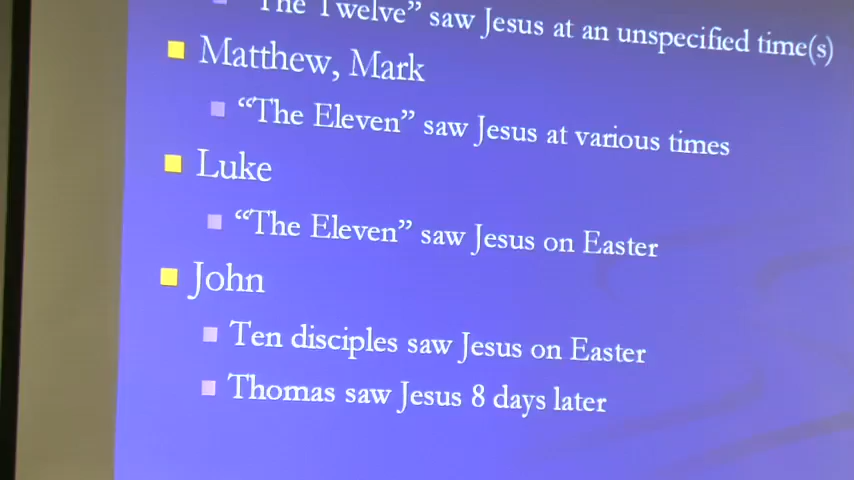 "The Twelve" saw Jesus at an unspecified time(s)
Matthew, Mark
"The Eleven" saw Jesus at various times
Luke
"The Eleven" saw Jesus on Easter
John
Ten disciples saw Jesus on Easter
Thomas saw Jesus 8 days later